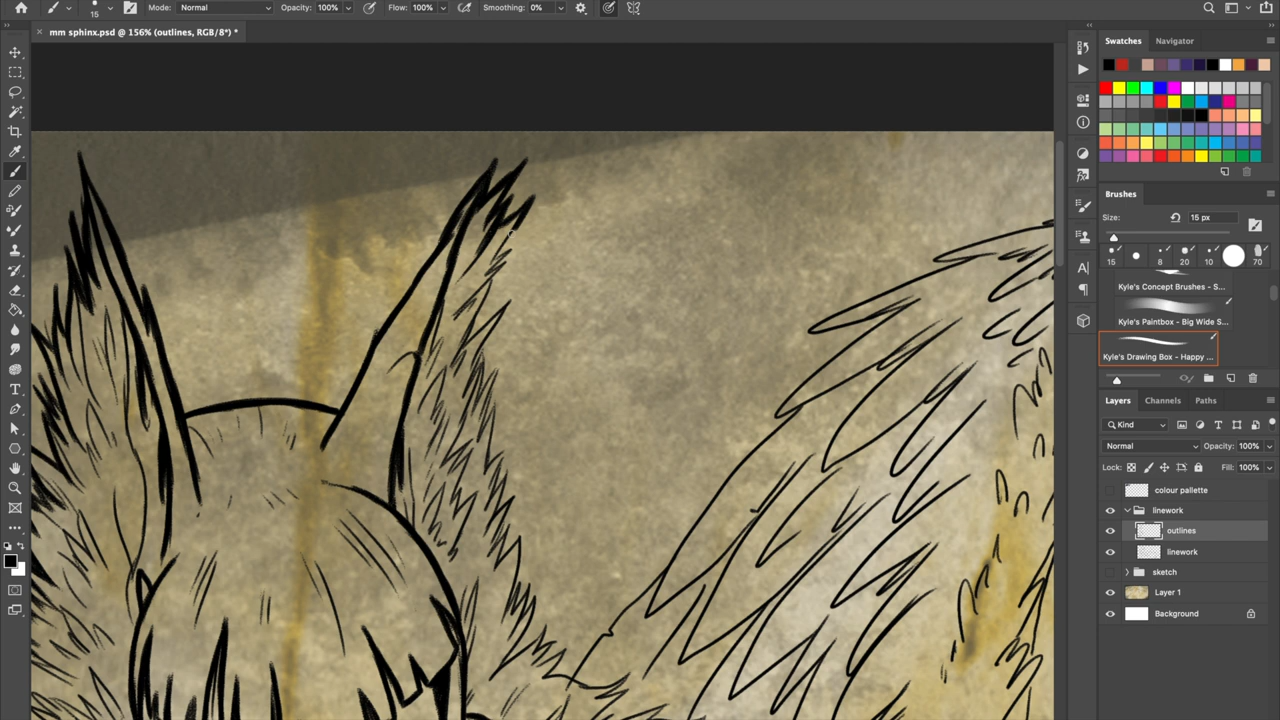 15
Mode: Normal
Opacity: 100%
Flow: 100%
Smoothing: 0%
× mm sphinx.psd @ 156% (outlines, RGB/8*) *
Swatches
Navigator
Brushes
Size:
15 px
15
8
20
10
70
Kyle's Concept Brushes - S...
Kyle's Paintbox - Big Wide S...
Kyle's Drawing Box - Happy ...
Layers
Channels
Paths
Kind
Normal
Opacity: 100%
Lock:
Fill: 100%
colour pallette
linework
outlines
linework
sketch
Layer 1
Background